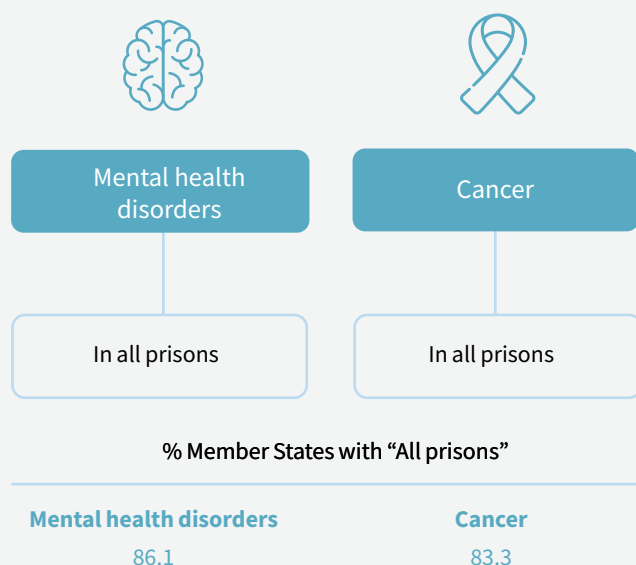 Mental health
disorders
Cancer
In all prisons
In all prisons
% Member States with “All prisons”
Mental health disorders
Cancer
86.1
83.3